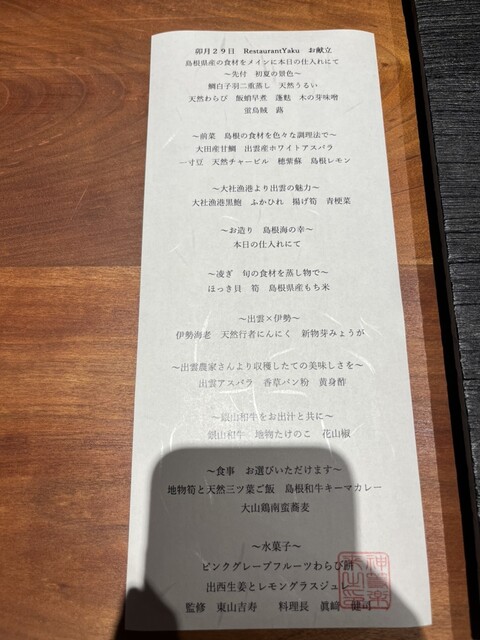 卯月２９日　RestaurantYaku　お献立
島根県産の食材をメインに本日の仕入れにて
～先付　初夏の景色～
鯛白子羽二重蒸し　天然うるい
天然わらび　飯蛸早煮　蓬麩　木の芽味噌
蛍烏賊　蕗
～前菜　島根の食材を色々な調理法で～
大田産甘鯛　出雲産ホワイトアスパラ
一寸豆　天然チャービル　穂紫蘇　島根レモン
～大社漁港より出雲の魅力～
大社漁港黒鮑　ふかひれ　揚げ筍　青梗菜
～お造り　島根海の幸～
本日の仕入れにて
～凌ぎ　旬の食材を蒸し物で～
ほっき貝　筍　島根県産もち米
～出雲×伊勢～
伊勢海老　天然行者にんにく　新物芽みょうが
～出雲農家さんより収穫したての美味しさを～
出雲アスパラ　香草パン粉　黄身酢
～銀山和牛をお出汁と共に～
銀山和牛　地物たけのこ　花山椒
～食事　お選びいただけます～
地物筍と天然三ツ葉ご飯　島根和牛キーマカレー
大山鶏南蛮蕎麦
～水菓子～
ピンクグレープフルーツわらび餅
出西生姜とレモングラスジュレ
監修　東山吉寿　　料理長　眞﨑　健司